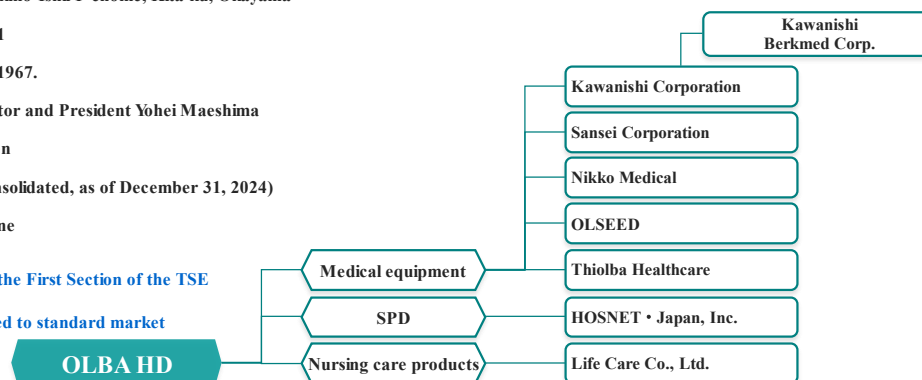 1967.
tor and President Yohei Maeshima
nsolidated, as of December 31, 2024)
the First Section of the TSE
ed to standard market
OLBA HD
Medical equipment
SPD
Nursing care products
Kawanishi
Berkmed Corp.
Kawanishi Corporation
Sansei Corporation
Nikko Medical
OLSEED
Thiolba Healthcare
HOSNET・Japan, Inc.
Life Care Co., Ltd.